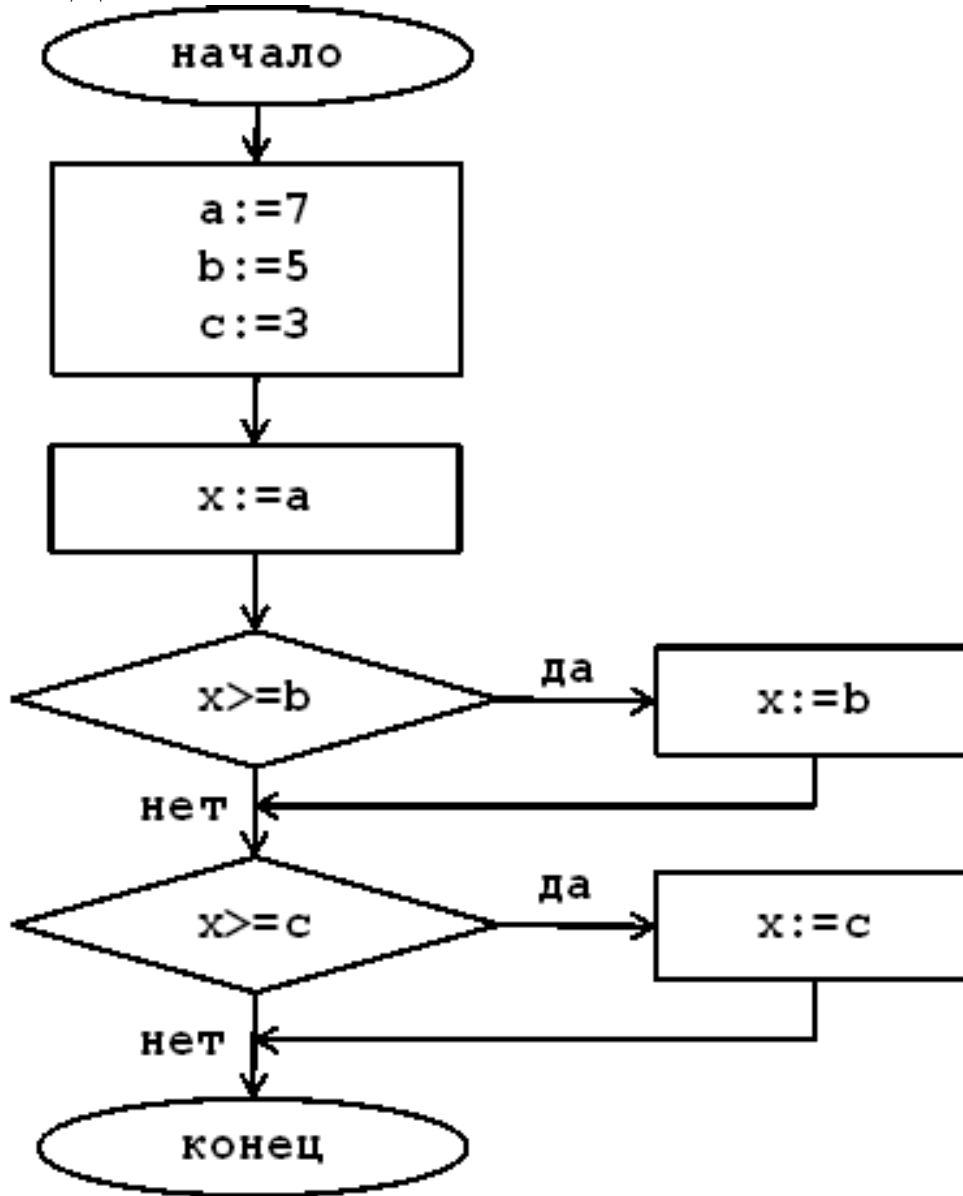 начало
a:=7
b:=5
c:=3
x:=a
x>=b
да
x:=b
нет
x>=c
да
x:=c
нет
конец